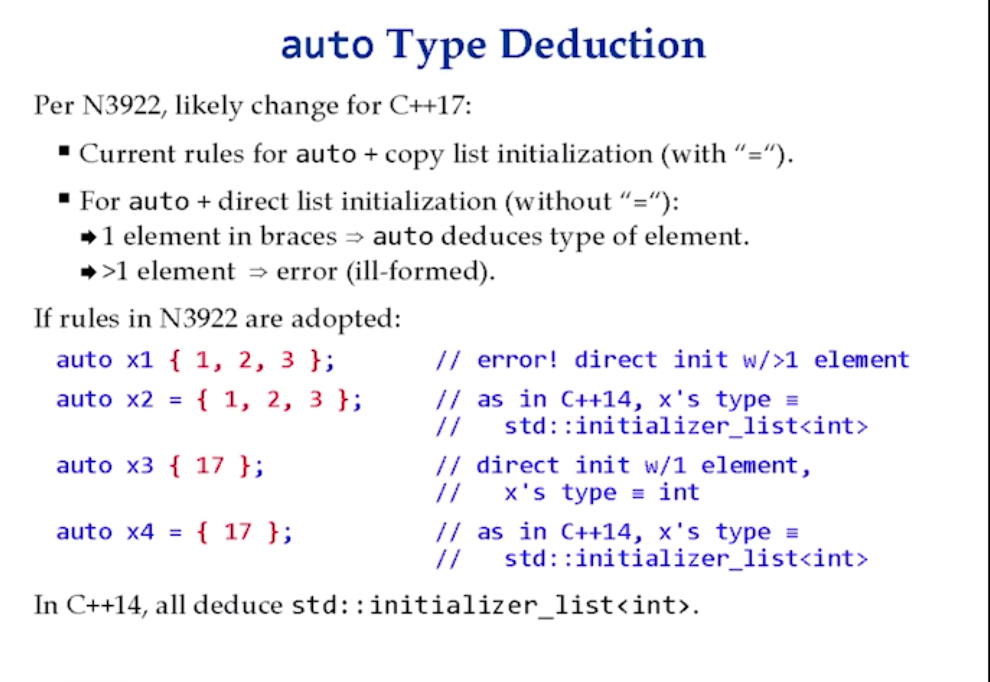 auto Type Deduction
Per N3922, likely change for C++17:
▪ Current rules for auto + copy list initialization (with “=“).
▪ For auto + direct list initialization (without “=“):
➡1 element in braces ⇒ auto deduces type of element.
➡>1 element ⇒ error (ill-formed).
If rules in N3922 are adopted:
auto x1 { 1, 2, 3 }; // error! direct init w/>1 element
auto x2 = { 1, 2, 3 }; // as in C++14, x's type ≡
// std::initializer_list<int>
auto x3 { 17 }; // direct init w/1 element,
// x's type ≡ int
auto x4 = { 17 }; // as in C++14, x's type ≡
// std::initializer_list<int>
In C++14, all deduce std::initializer_list<int>.